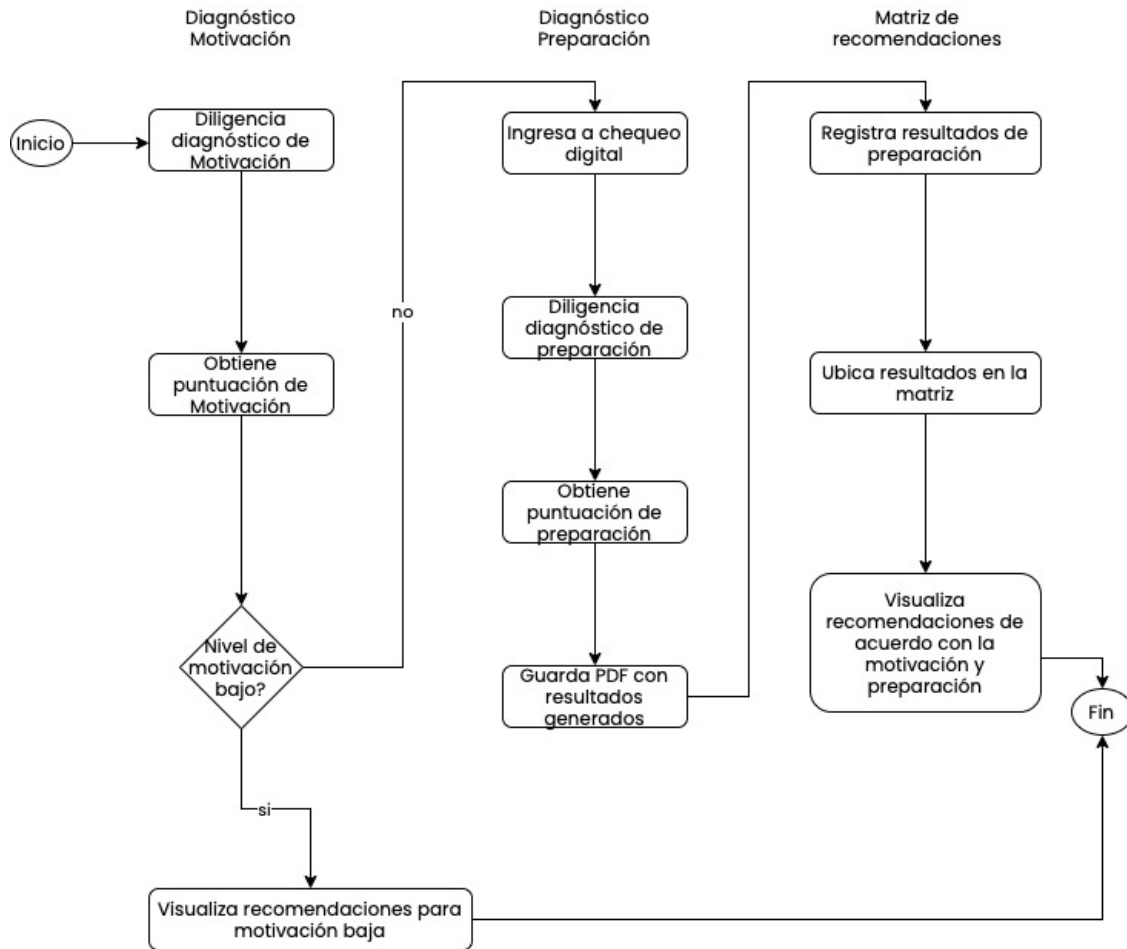 Diagnóstico
Motivación
Diagnóstico
Preparación
Matriz de
recomendaciones
Inicio
Diligencia
diagnóstico de
Motivación
Obtiene
puntuación de
Motivación
Nivel de
motivación
bajo?
no
si
Visualiza recomendaciones para
motivación baja
Ingresa a chequeo
digital
Diligencia
diagnóstico de
preparación
Obtiene
puntuación de
preparación
Guarda PDF con
resultados
generados
Registra resultados de
preparación
Ubica resultados en la
matriz
Visualiza
recomendaciones de
acuerdo con la
motivación y
preparación
Fin